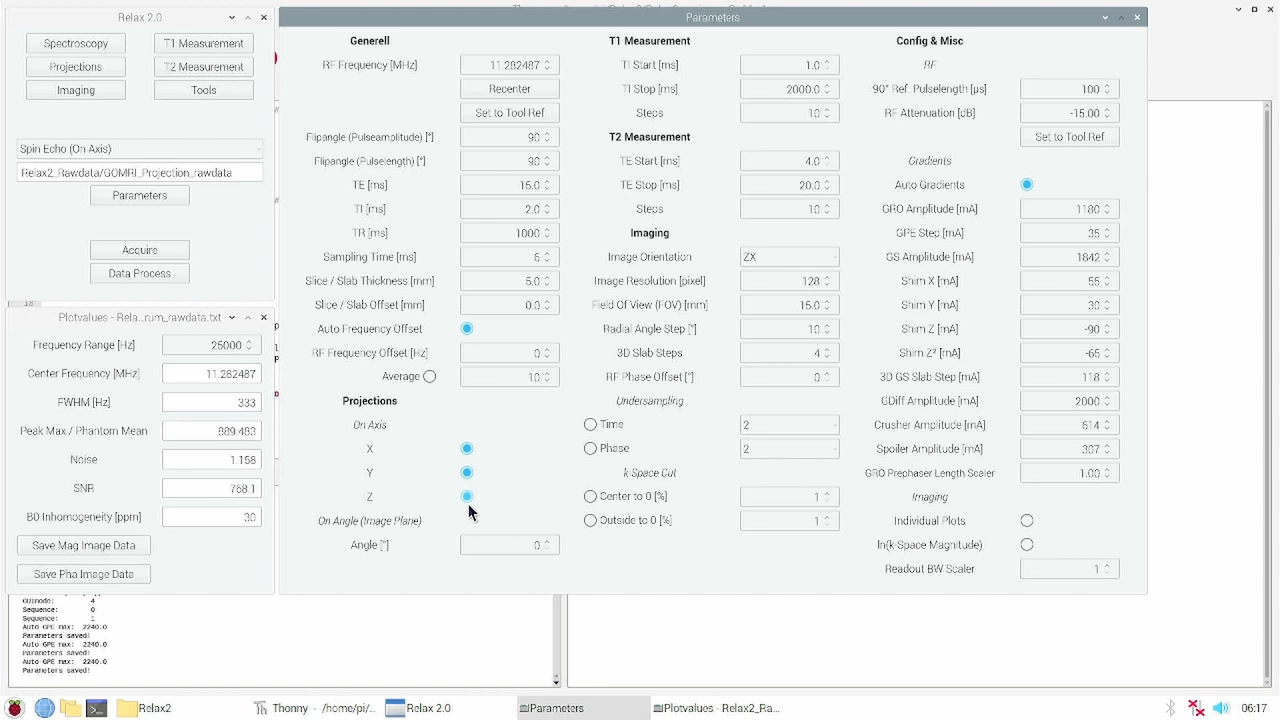 Relax 2.0
Spectroscopy
T1 Measurement
Projections
T2 Measurement
Imaging
Tools
Spin Echo (On Axis)
Relax2_Rawdata/GOMRI_Projection_rawdata
Parameters
Acquire
Data Process
Plotvalues - Rela...rum_rawdata.txt
Frequency Range [Hz] 25000
Center Frequency [MHz] 11.282487
FWHM [Hz] 333
Peak Max / Phantom Mean 889.483
Noise 1.158
SNR 768.1
B0 Inhomogeneity [ppm] 30
Save Mag Image Data
Save Pha Image Data
Parameters
Generell
RF Frequency [MHz] 11.282487
Recenter
Set to Tool Ref
Flipangle (Pulseamplitude) [°] 90
Flipangle (Pulselength) [°] 90
TE [ms] 15.0
TI [ms] 2.0
TR [ms] 1000
Sampling Time [ms] 6
Slice / Slab Thickness [mm] 5.0
Slice / Slab Offset [mm] 0.0
Auto Frequency Offset
RF Frequency Offset [Hz] 0
Average 10
Projections
On Axis
X
Y
Z
On Angle (Image Plane)
Angle [°] 0
T1 Measurement
TI Start [ms] 1.0
TI Stop [ms] 2000.0
Steps 10
T2 Measurement
TE Start [ms] 4.0
TE Stop [ms] 20.0
Steps 10
Imaging
Image Orientation ZX
Image Resolution [pixel] 128
Field Of View (FOV) [mm] 15.0
Radial Angle Step [°] 10
3D Slab Steps 4
RF Phase Offset [°] 0
Undersampling
Time 2
Phase 2
k-Space Cut
Center to 0 [%] 1
Outside to 0 [%] 1
Config & Misc
RF
90° Ref. Pulselength [µs] 100
RF Attenuation [dB] -15.00
Set to Tool Ref
Gradients
Auto Gradients
GRO Amplitude [mA] 1180
GPE Step [mA] 35
GS Amplitude [mA] 1842
Shim X [mA] 55
Shim Y [mA] 30
Shim Z [mA] -90
Shim Z² [mA] -65
3D GS Slab Step [mA] 118
GDiff Amplitude [mA] 2000
Crusher Amplitude [mA] 614
Spoiler Amplitude [mA] 307
GRO Prephaser Length Scaler 1.00
Imaging
Individual Plots
ln(k-Space Magnitude)
Readout BW Scaler 1
GUImode: 4
Sequence: 0
Sequence: 1
Auto GPE max: 2240.0
Parameters saved!
Auto GPE max: 2240.0
Parameters saved!
Auto GPE max: 2240.0
Parameters saved!
Relax2
Thonny - /home/pi/...
Relax 2.0
Parameters
Plotvalues - Relax2_Ra...
06:17